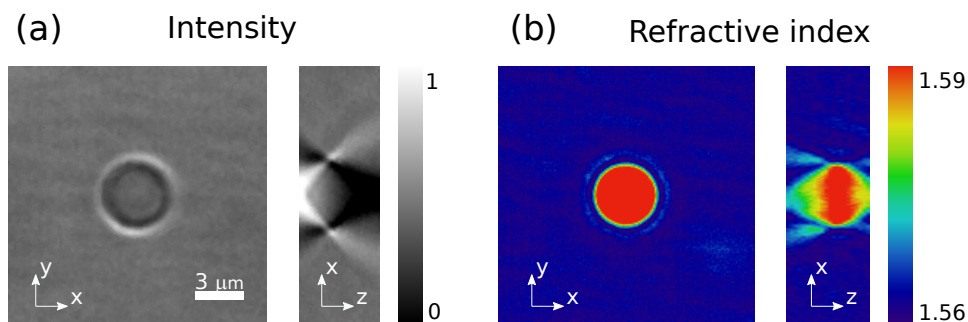 (a) Intensity
1
0
y
x
3 μm
x
z
(b) Refractive index
1.59
1.56
y
x
x
z